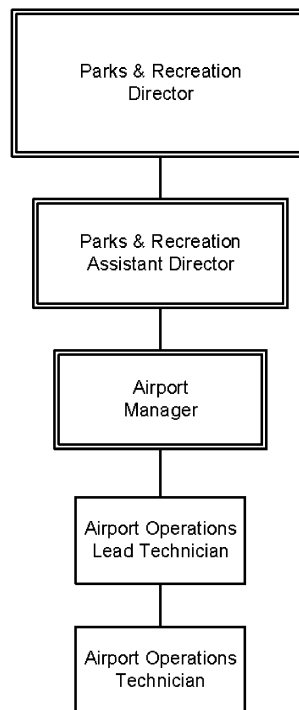 Parks & Recreation
Director
Parks & Recreation
Assistant Director
Airport
Manager
Airport Operations
Lead Technician
Airport Operations
Technician